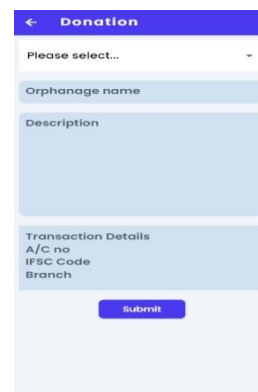 ← Donation
Please select...
Orphanage name
Description
Transaction Details
A/C no
IFSC Code
Branch
Submit